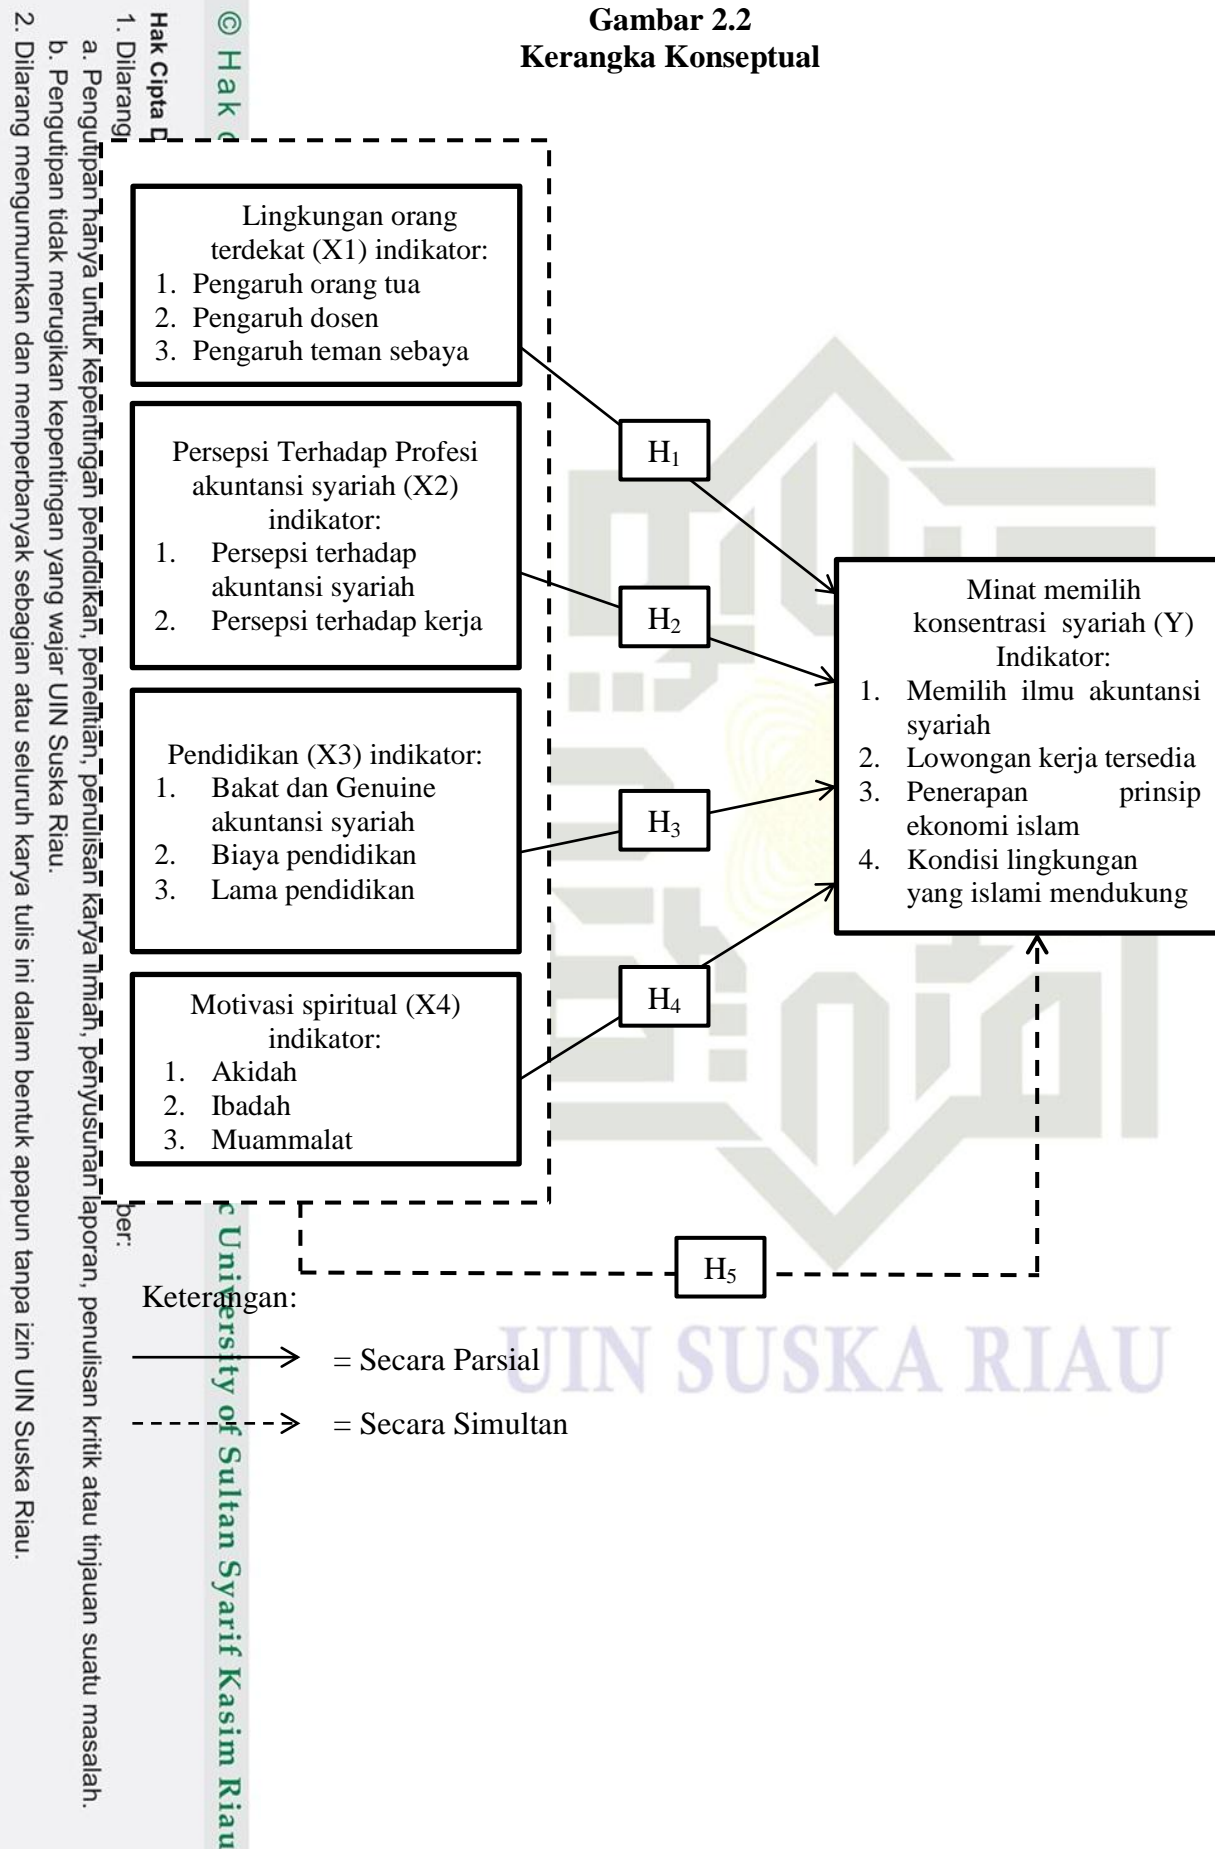 Gambar 2.2
Kerangka Konseptual
Lingkungan orang
terdekat (X1) indikator:
1. Pengaruh orang tua
2. Pengaruh dosen
3. Pengaruh teman sebaya
Persepsi Terhadap Profesi
akuntansi syariah (X2)
indikator:
1. Persepsi terhadap
akuntansi syariah
2. Persepsi terhadap kerja
Pendidikan (X3) indikator:
1. Bakat dan Genuine
akuntansi syariah
2. Biaya pendidikan
3. Lama pendidikan
Motivasi spiritual (X4)
indikator:
1. Akidah
2. Ibadah
3. Muammalat
H1
H2
H3
H4
H5
Minat memilih
konsentrasi syariah (Y)
Indikator:
1. Memilih ilmu akuntansi
syariah
2. Lowongan kerja tersedia
3. Penerapan prinsip
ekonomi islam
4. Kondisi lingkungan
yang islami mendukung
Keterangan:
= Secara Parsial
= Secara Simultan
UIN SUSKA RIAU
© Hak c
c University of Sultan Syarif Kasim Riau
Hak Cipta D
1. Dilarang
ber:
a. Pengutipan hanya untuk kepentingan pendidikan, penelitian, penulisan karya ilmiah, penyusunan laporan, penulisan kritik atau tinjauan suatu masalah.
b. Pengutipan tidak merugikan kepentingan yang wajar UIN Suska Riau.
2. Dilarang mengumumkan dan memperbanyak sebagian atau seluruh karya tulis ini dalam bentuk apapun tanpa izin UIN Suska Riau.